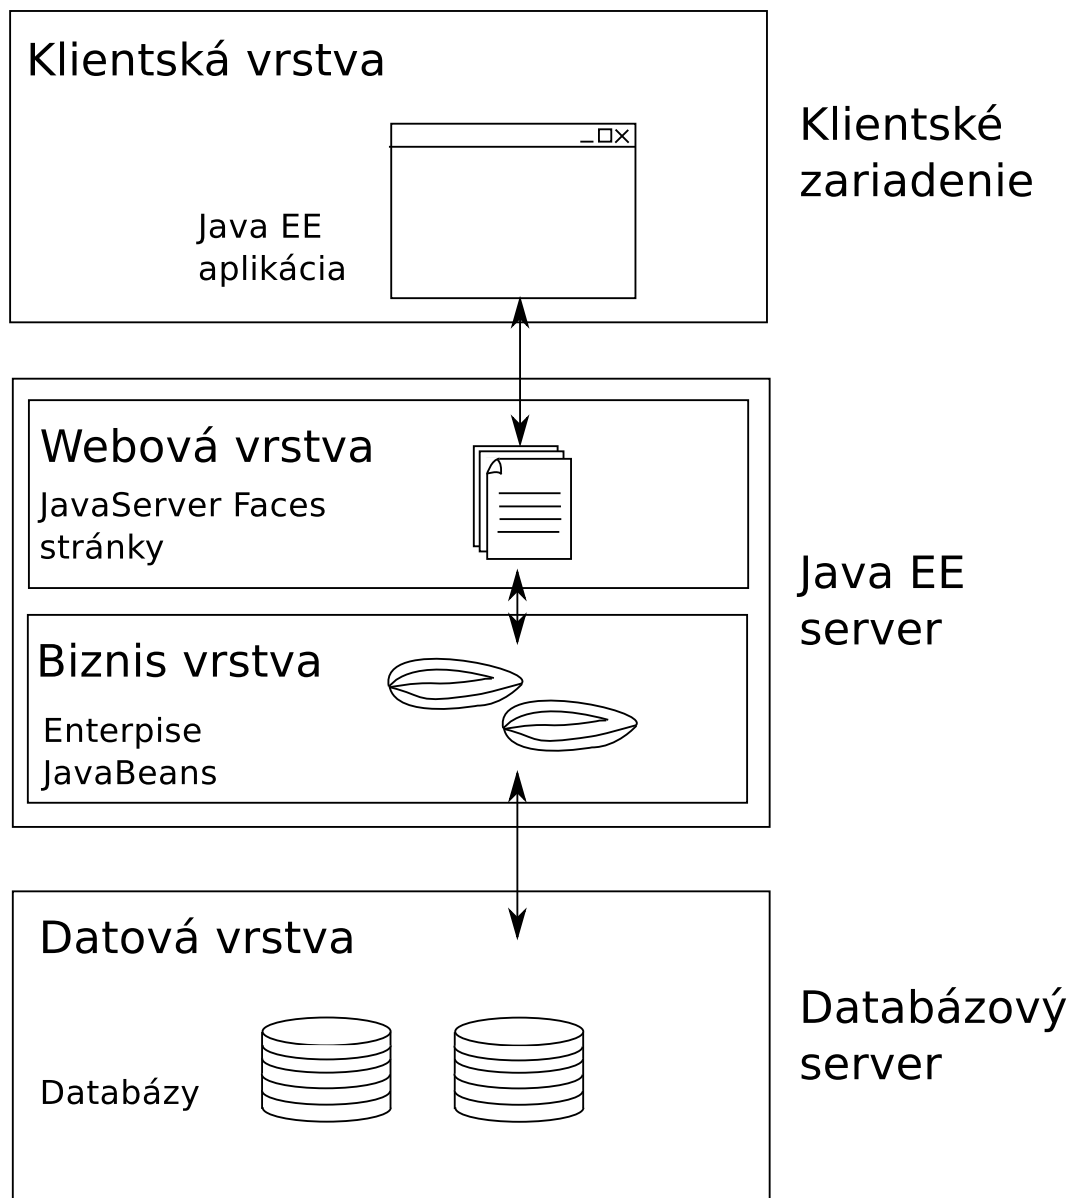 Klientská vrstva
Klientské
zariadenie
Java EE
aplikácia
Webová vrstva
JavaServer Faces
stránky
Java EE
server
Biznis vrstva
Enterpise
JavaBeans
Datová vrstva
Databázový
server
Databázy